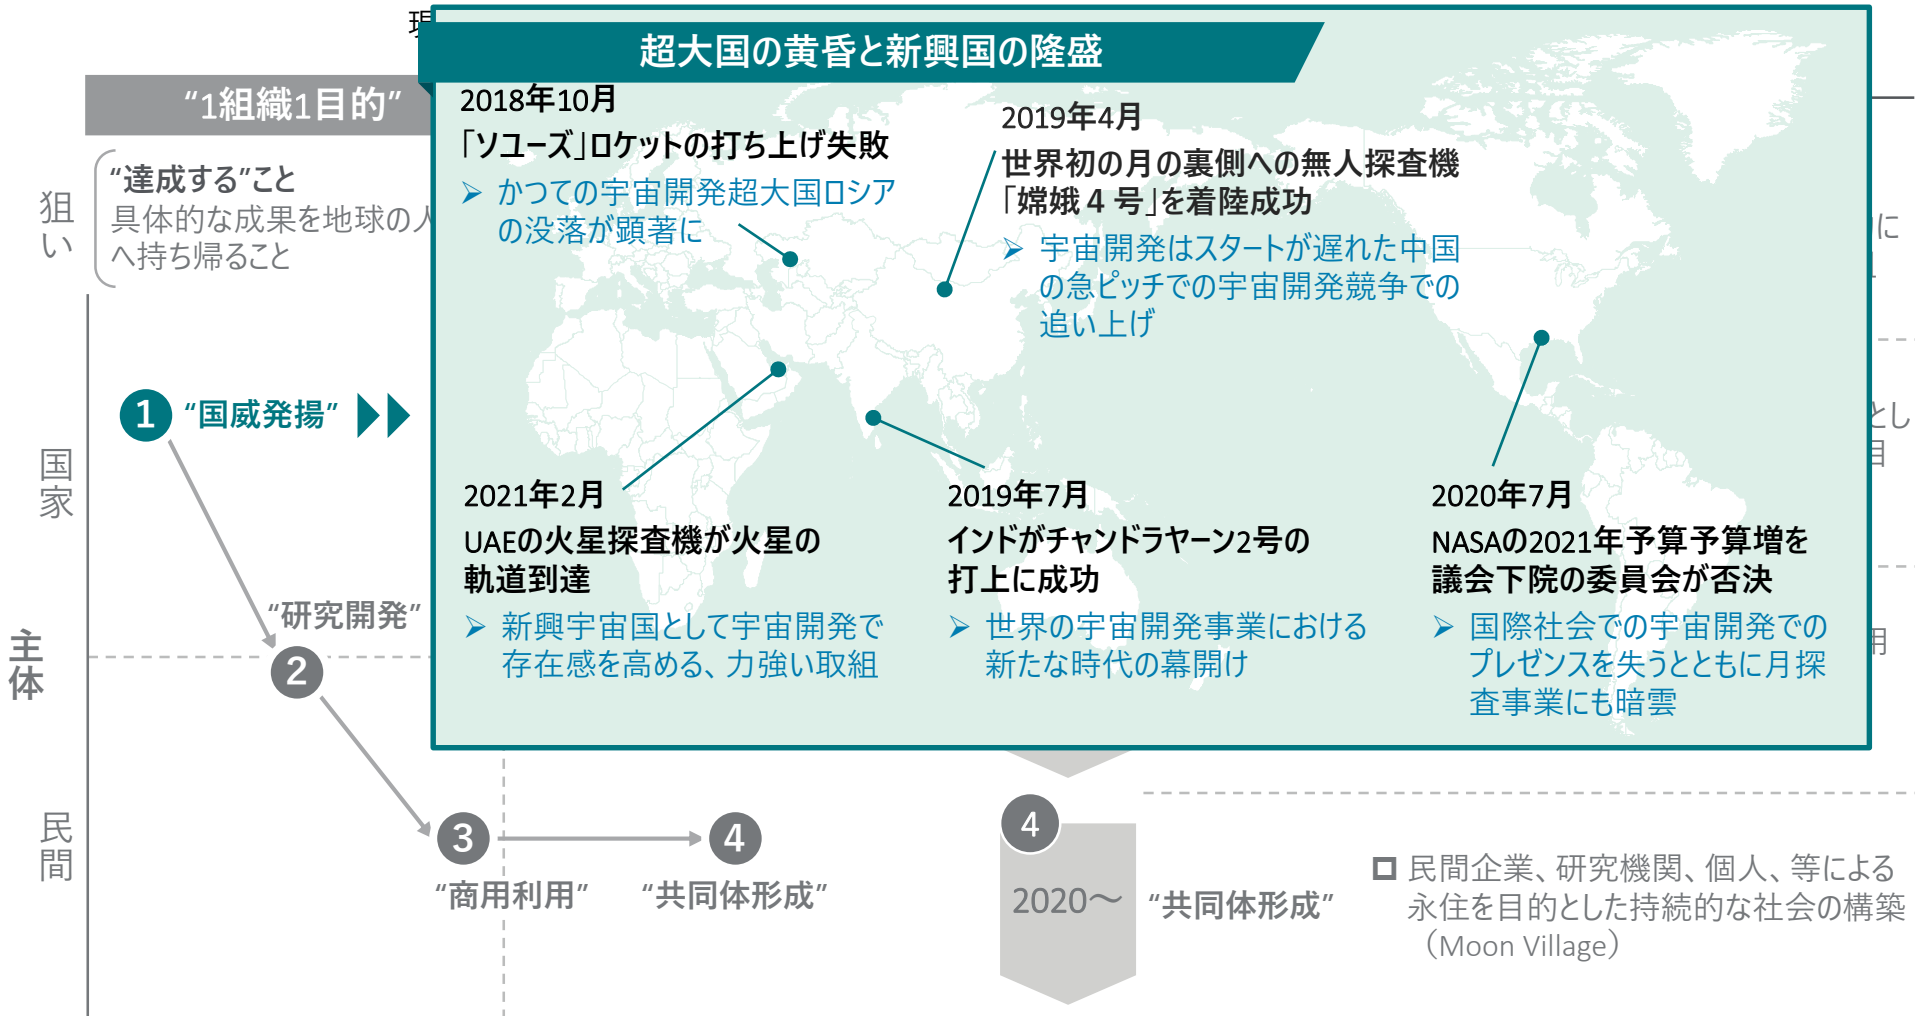 現
超大国の黄昏と新興国の隆盛
“1組織1目的”
狙い
“達成する”こと
具体的な成果を地球の人
へ持ち帰ること
2018年10月
「ソユーズ」ロケットの打ち上げ失敗
➢ かつての宇宙開発超大国ロシア
の没落が顕著に
2019年4月
世界初の月の裏側への無人探査機
「嫦娥４号」を着陸成功
➢ 宇宙開発はスタートが遅れた中国
の急ピッチでの宇宙開発競争での
追い上げ
に
主体
国家
1 “国威発揚”
とし
2021年2月
UAEの火星探査機が火星の
軌道到達
➢ 新興宇宙国として宇宙開発で
存在感を高める、力強い取組
2019年7月
インドがチャンドラヤーン2号の
打上に成功
➢ 世界の宇宙開発事業における
新たな時代の幕開け
2020年7月
NASAの2021年予算予算増を
議会下院の委員会が否決
➢ 国際社会での宇宙開発での
プレゼンスを失うとともに月探
査事業にも暗雲
用
“研究開発”
2
民間
3
“商用利用”
4
“共同体形成”
4
2020～
“共同体形成”
民間企業、研究機関、個人、等による
永住を目的とした持続的な社会の構築
（Moon Village）